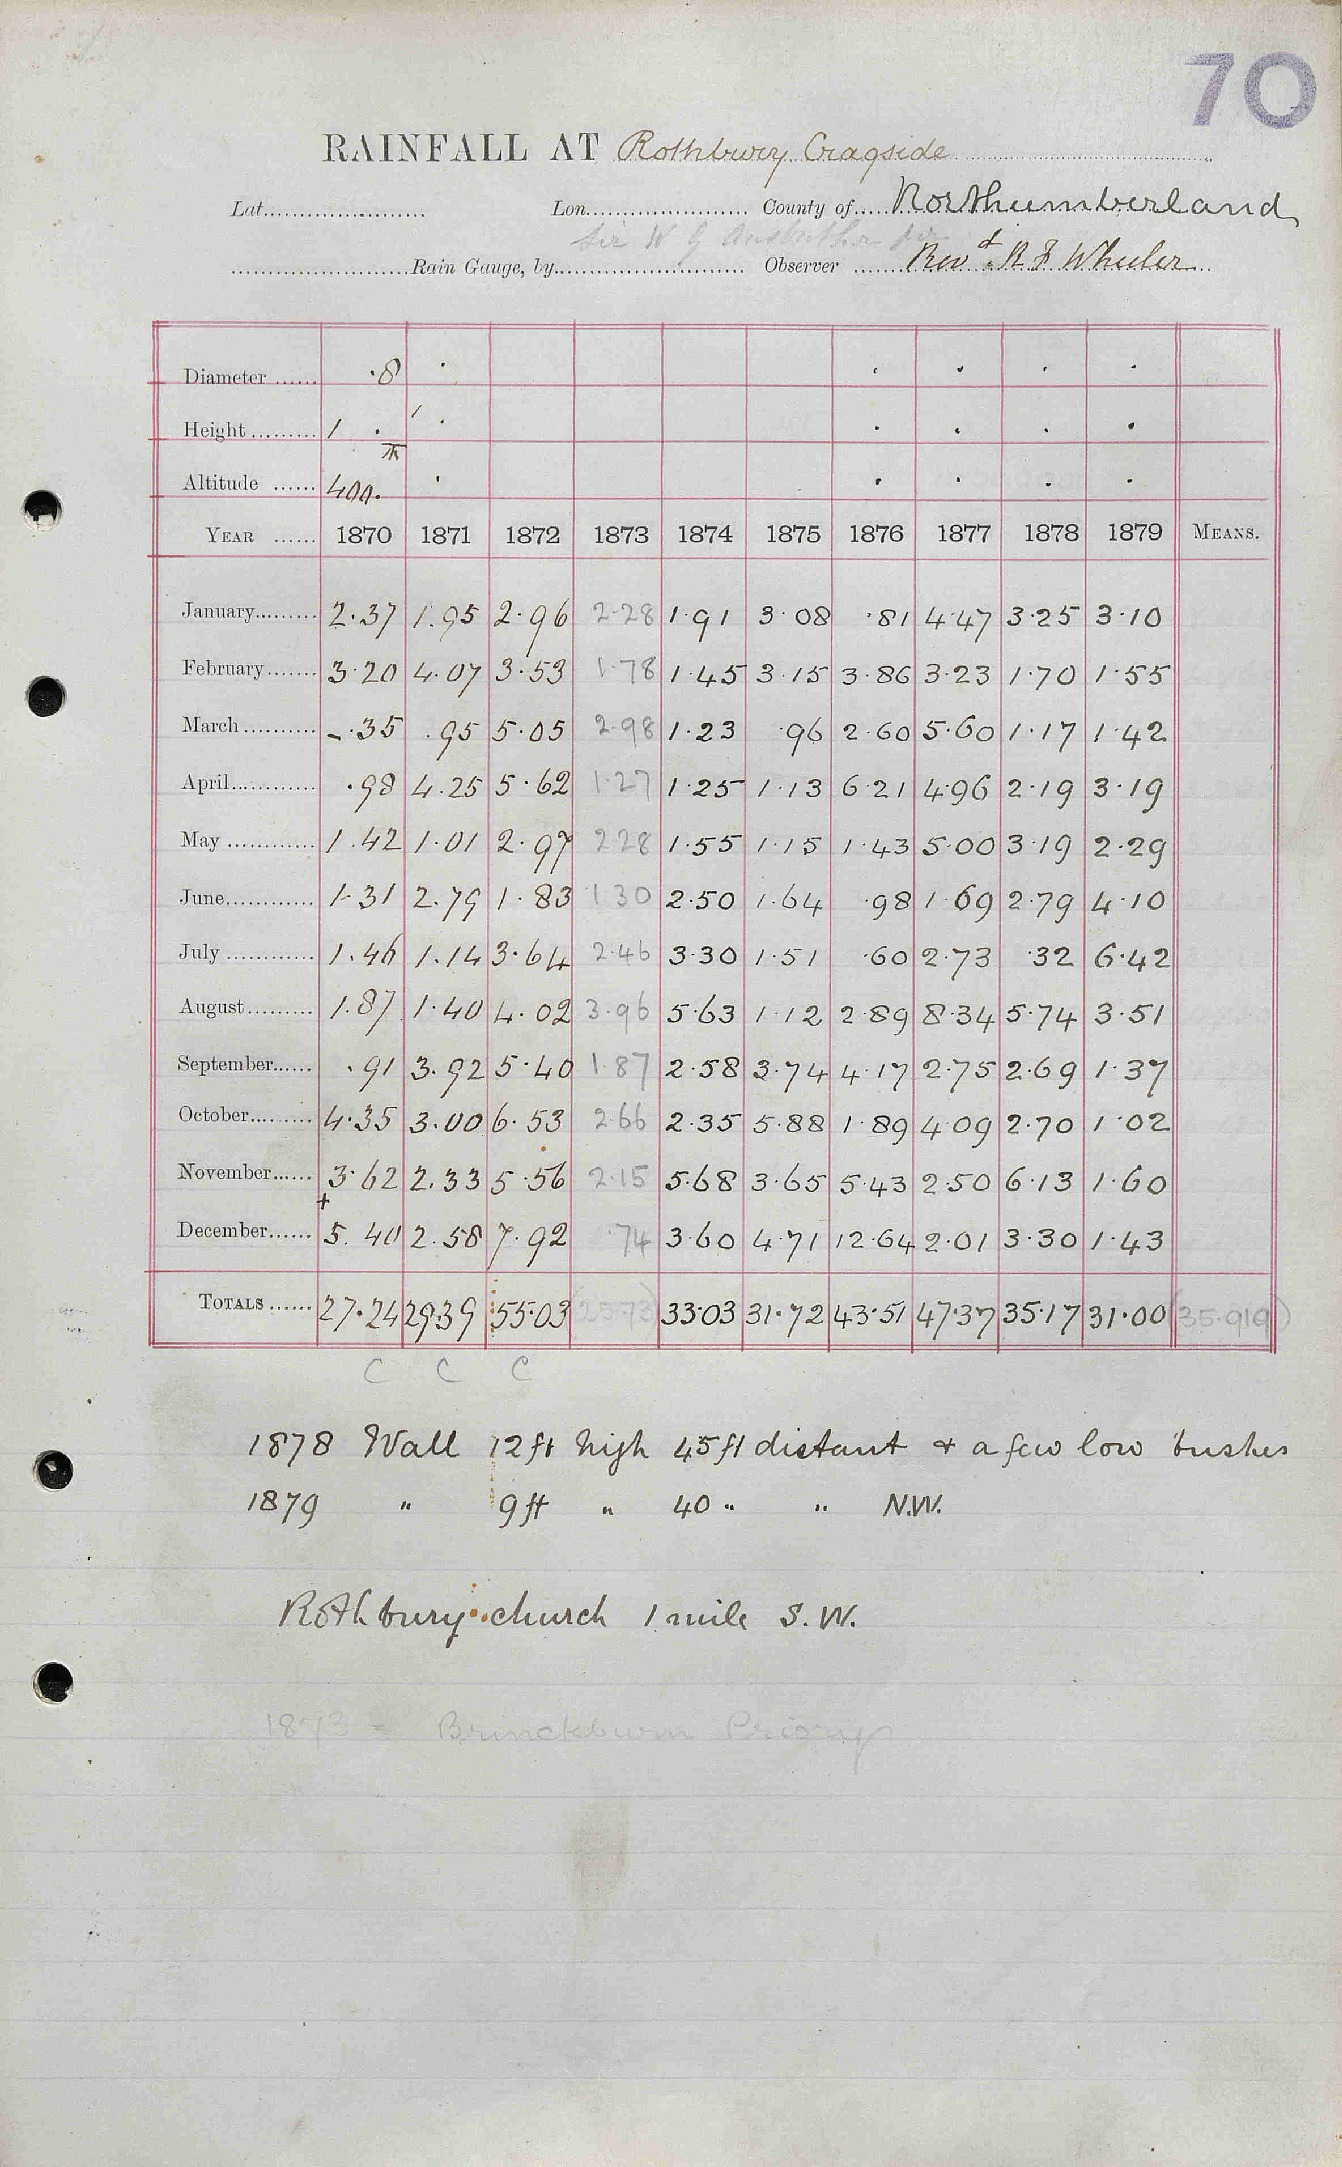 70
RAINFALL AT Rothbury Cragside
Lat. Lon. County of Northumberland
Sir W G
Rain Gauge, by Observer Revd. R F Wheeler
Diameter ·8 ·  · · · ·
Height 1 · ' ·  · · · ·
Altitude 400. ·  · · · ·
YEAR 1870 1871 1872 1873 1874 1875 1876 1877 1878 1879 MEANS.
January 2.37 1.95 2.96 2.28 1.91 3.08 ·81 4.47 3.25 3.10
February 3.20 4.07 3.53 1.78 1.45 3.15 3.86 3.23 1.70 1.55
March -.35 .95 5.05 2.98 1.23 ·96 2.60 5.60 1.17 1.42
April .98 4.25 5.62 1.27 1.25 1.13 6.21 4.96 2.19 3.19
May 1.42 1.01 2.97 2.28 1.55 1.15 1.43 5.00 3.19 2.29
June 1.31 2.79 1.83 1.30 2.50 1.64 ·98 1.69 2.79 4.10
July 1.46 1.14 3.64 2.46 3.30 1.51 ·60 2.73 ·32 6.42
August 1.87 1.40 4.02 3.96 5.63 1.12 2.89 8.34 5.74 3.51
September .91 3.92 5.40 1.87 2.58 3.74 4.17 2.75 2.69 1.37
October 4.35 3.00 6.53 2.66 2.35 5.88 1.89 4.09 2.70 1.02
November 3.62 2.33 5.56 2.15 5.68 3.65 5.43 2.50 6.13 1.60
December + 5.40 2.58 7.92 ·74 3.60 4.71 12.64 2.01 3.30 1.43
TOTALS 27.24 29.39 55.03 (25.73) 33.03 31.72 43.51 47.37 35.17 31.00 (35.919)
C C C
1878 Wall 12ft high 45ft distant & a few low bushes
1879 " 9ft " 40 " " N.W.
Rothbury church 1 mile S.W.
1873 = Brinckburn Priory